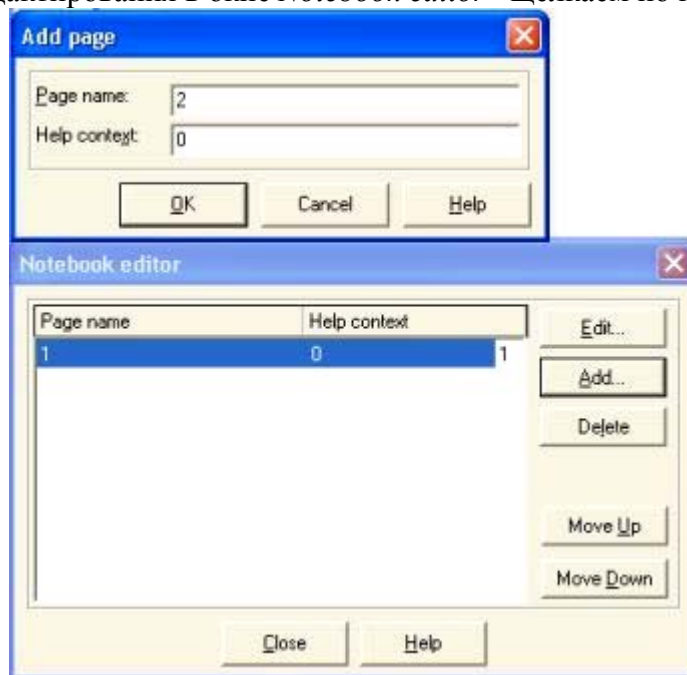 в окне
Add page
Page name: 2
Help context: 0
OK Cancel Help
Notebook editor
Page name Help context
1 0 1
Edit...
Add...
Delete
Move Up
Move Down
Close Help